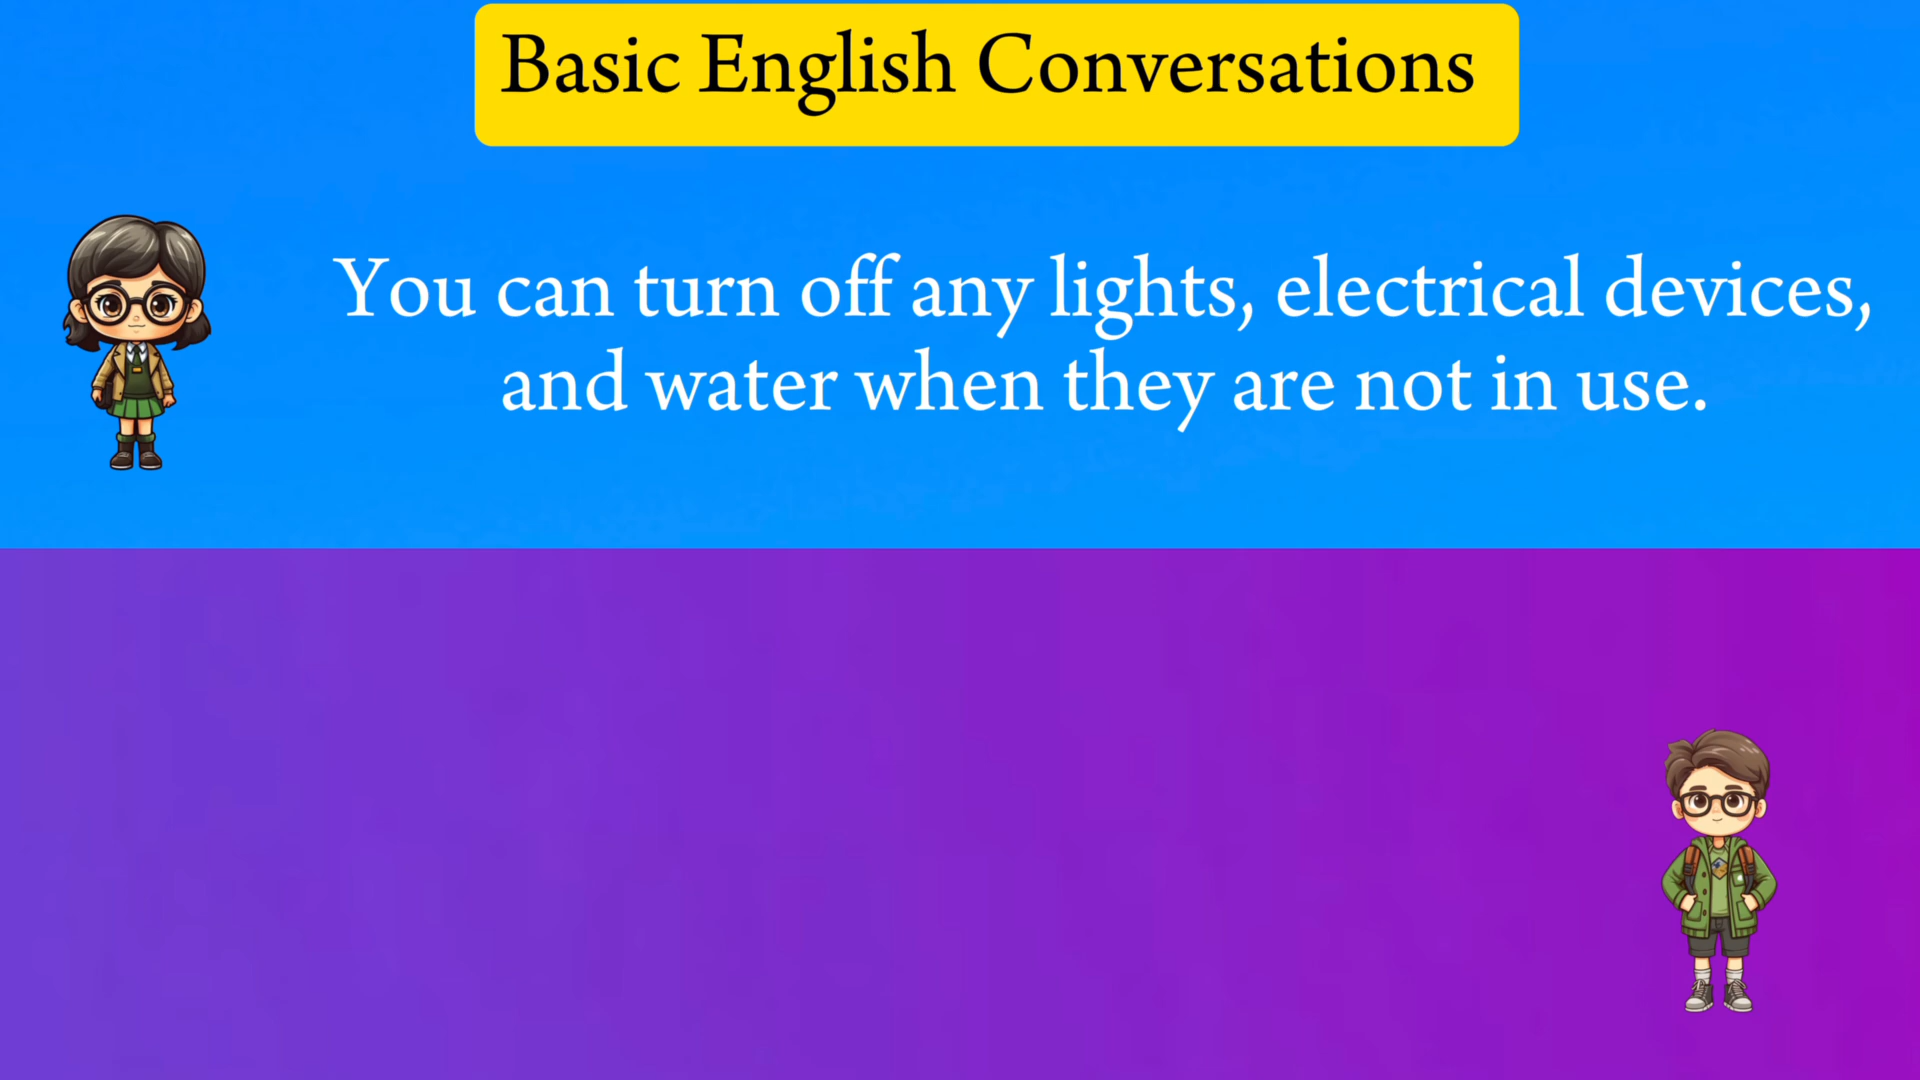 Basic English Conversations
You can turn off any lights, electrical devices,
and water when they are not in use.